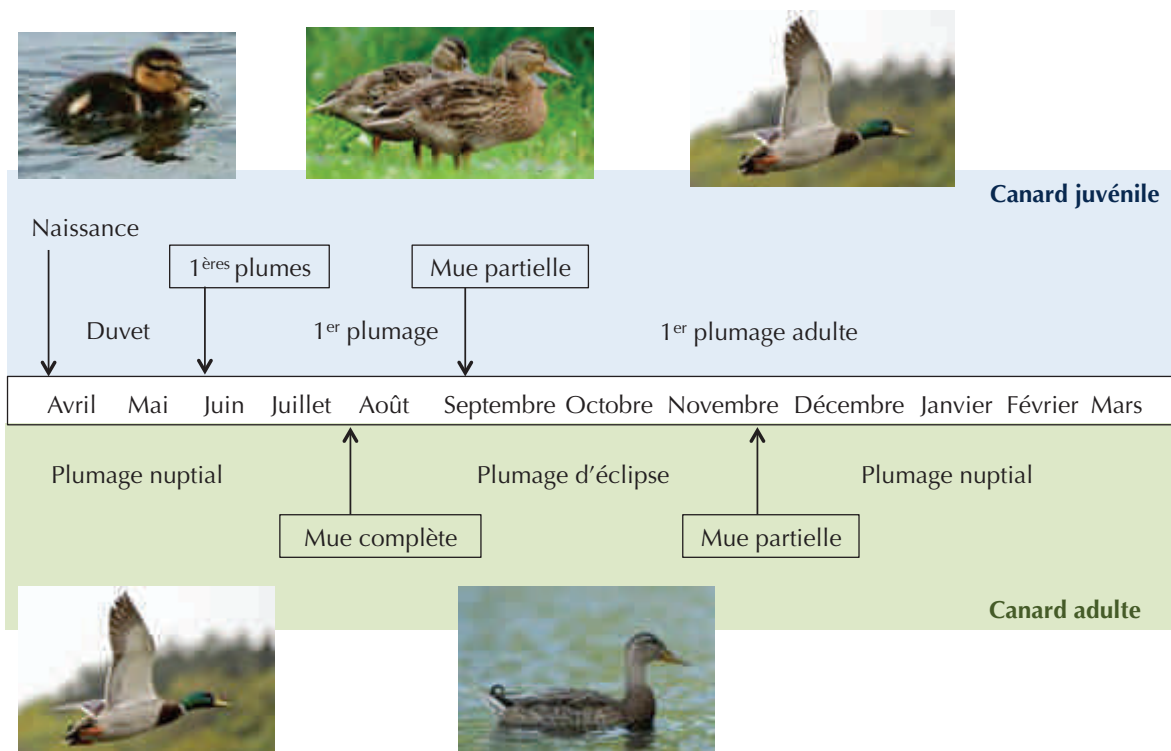 Canard juvénile
Naissance
1ères plumes
Mue partielle
Duvet
1er plumage
1er plumage adulte
Avril Mai Juin Juillet Août Septembre Octobre Novembre Décembre Janvier Février Mars
Plumage nuptial
Plumage d’éclipse
Plumage nuptial
Mue complète
Mue partielle
Canard adulte